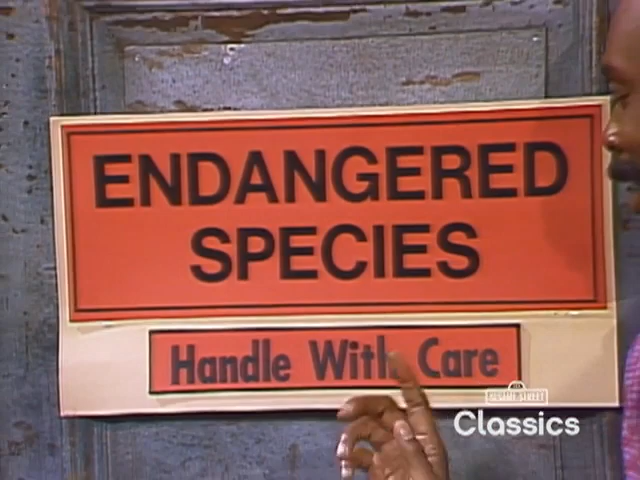 ENDANGERED
SPECIES
Handle With Care
SESAME STREET
Classics